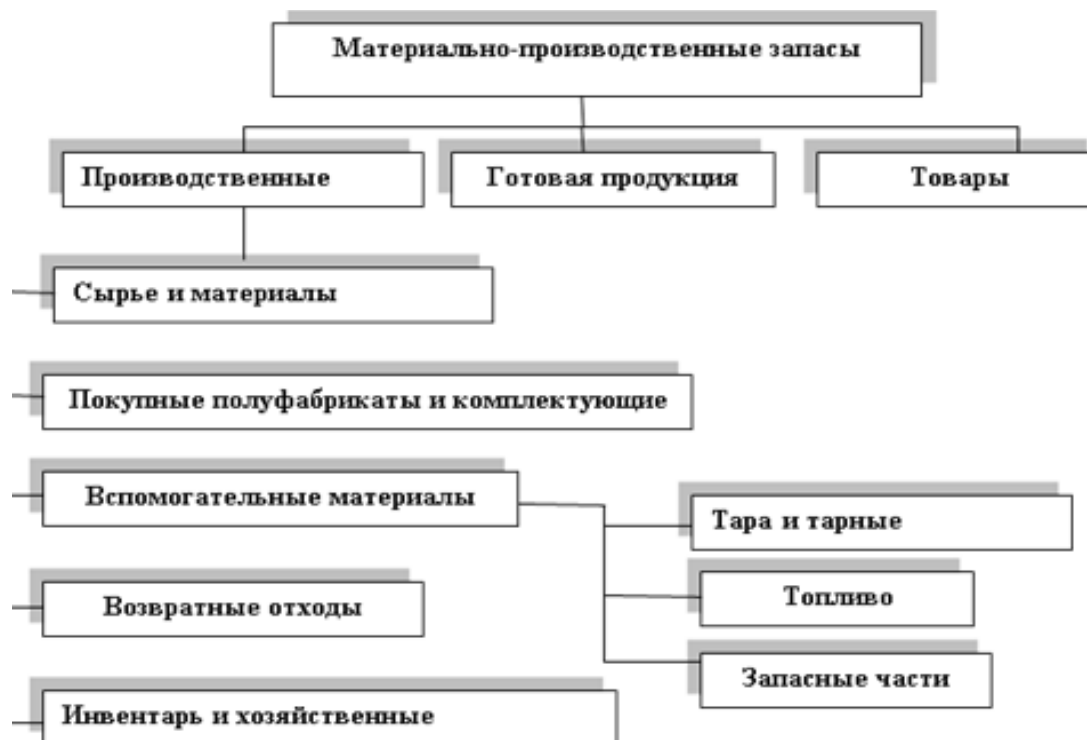 Материально-производственные запасы
Производственные
Готовая продукция
Товары
Сырье и материалы
Покупные полуфабрикаты и комплектующие
Вспомогательные материалы
Тара и тарные
Топливо
Возвратные отходы
Запасные части
Инвентарь и хозяйственные